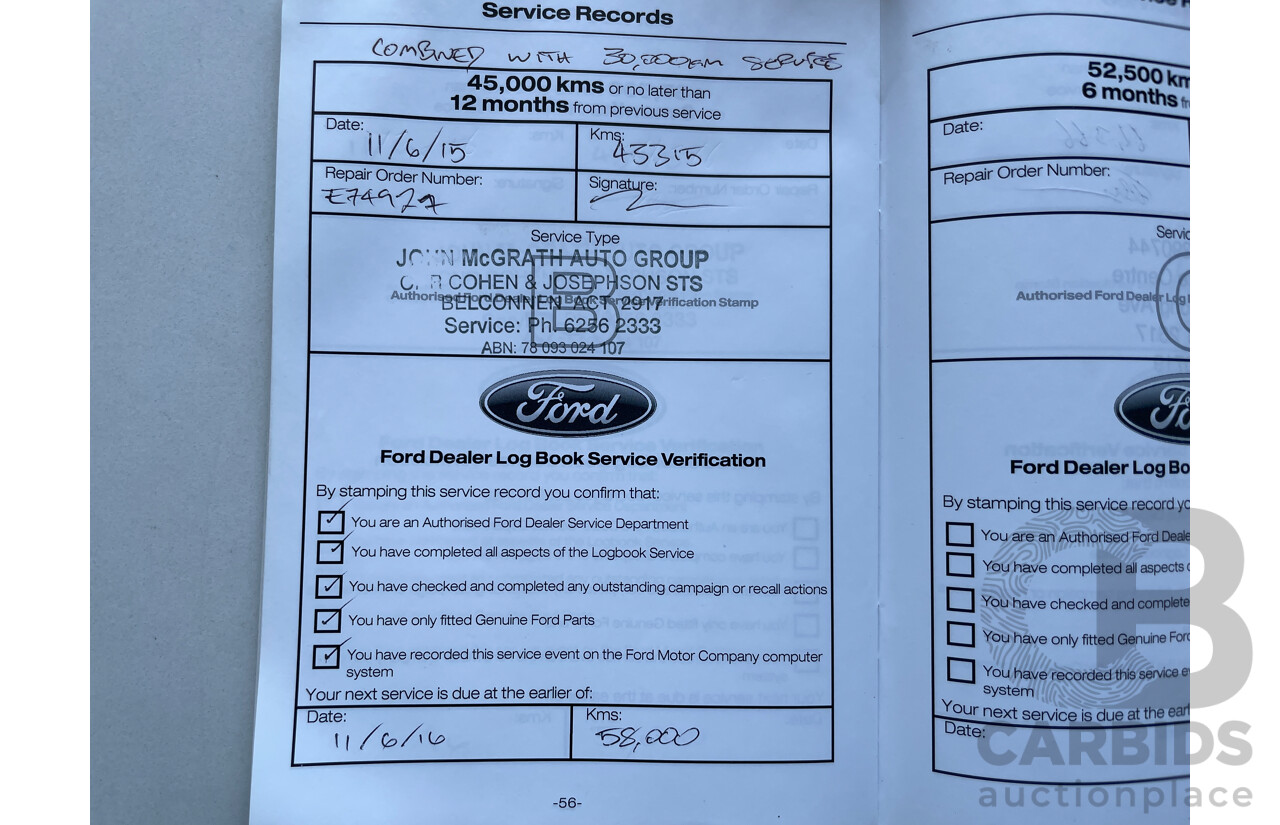 Service Records
COMBINED WITH 30,000KM SERVICE
45,000 kms or no later than
12 months from previous service
Date: 11/6/15
Kms: 43315
Repair Order Number:
Signature:
Service Type
B
Authorised Ford Dealer Log Book Service Verification Stamp
JOHN McGRATH AUTO GROUP
CNR COHEN & JOSEPHSON STS
BELCONNEN ACT 2917
Service: Ph. 6256 2333
ABN: 78 093 024 107
Ford
Ford Dealer Log Book Service Verification
By stamping this service record you confirm that:
You are an Authorised Ford Dealer Service Department
You have completed all aspects of the Logbook Service
You have checked and completed any outstanding campaign or recall actions
You have only fitted Genuine Ford Parts
You have recorded this service event on the Ford Motor Company computer
system
Your next service is due at the earlier of:
Date: 11/6/16
Kms: 58,000
-56-
52,500 km
6 months
Date:
Repair Order Number:
Servic
Authorised Ford Dealer Log
Ford Dealer Log Bo
By stamping this service record yo
You are an Authorised Ford Deale
You have completed all aspects
You have checked and complete
You have only fitted Genuine Ford
You have recorded this service e
system
Your next service is due at the earl
Date:
CB
CARBIDS
auctionplace